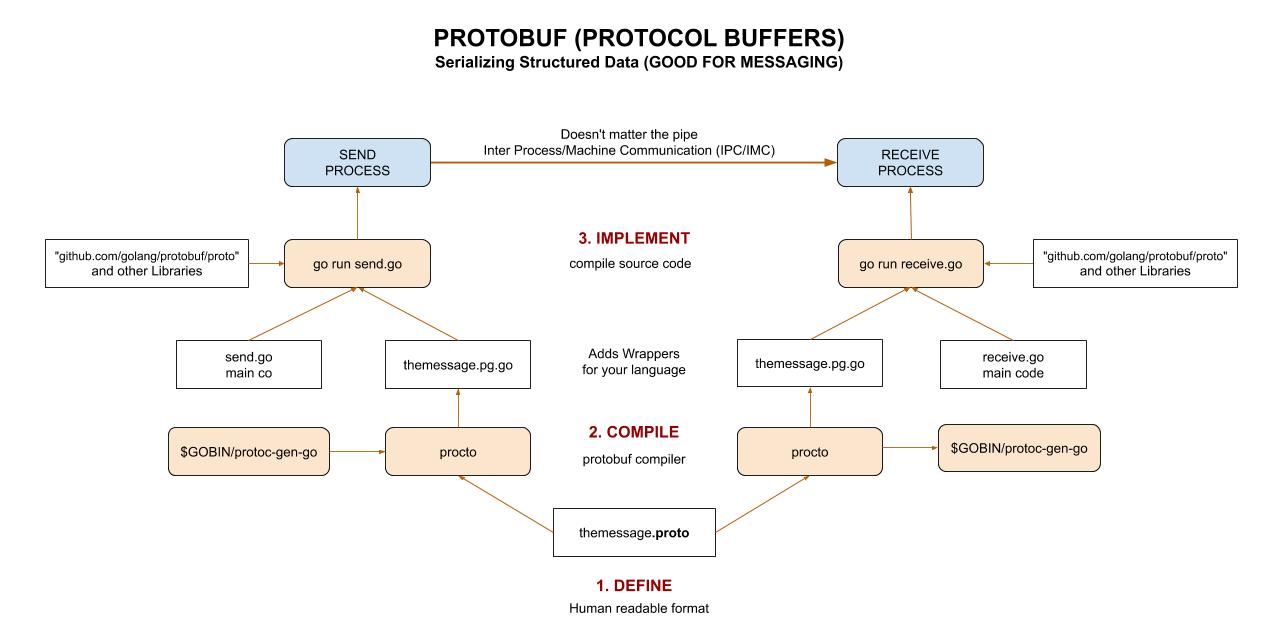 PROTOBUF (PROTOCOL BUFFERS)
Serializing Structured Data (GOOD FOR MESSAGING)
SEND
PROCESS
Doesn't matter the pipe
Inter Process/Machine Communication (IPC/IMC)
RECEIVE
PROCESS
"github.com/golang/protobuf/proto"
and other Libraries
go run send.go
3. IMPLEMENT
compile source code
go run receive.go
"github.com/golang/protobuf/proto"
and other Libraries
send.go
main co
themessage.pg.go
Adds Wrappers
for your language
themessage.pg.go
receive.go
main code
$GOBIN/protoc-gen-go
procto
2. COMPILE
protobuf compiler
procto
$GOBIN/protoc-gen-go
themessage.proto
1. DEFINE
Human readable format